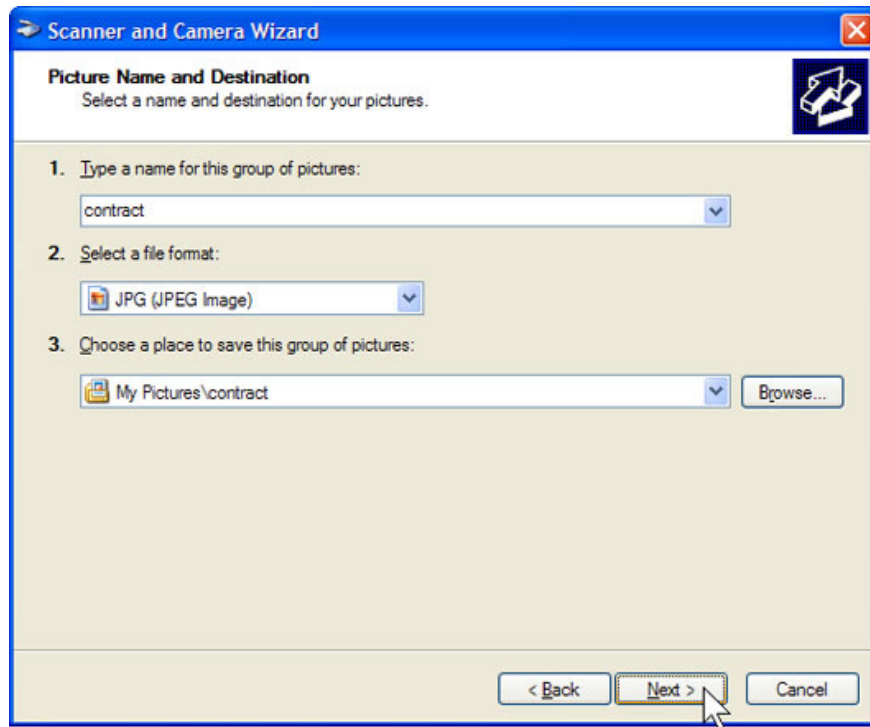 Scanner and Camera Wizard
Picture Name and Destination
Select a name and destination for your pictures.
1. Type a name for this group of pictures:
contract
2. Select a file format:
JPG (JPEG Image)
3. Choose a place to save this group of pictures:
My Pictures\contract
Browse...
< Back Next > Cancel